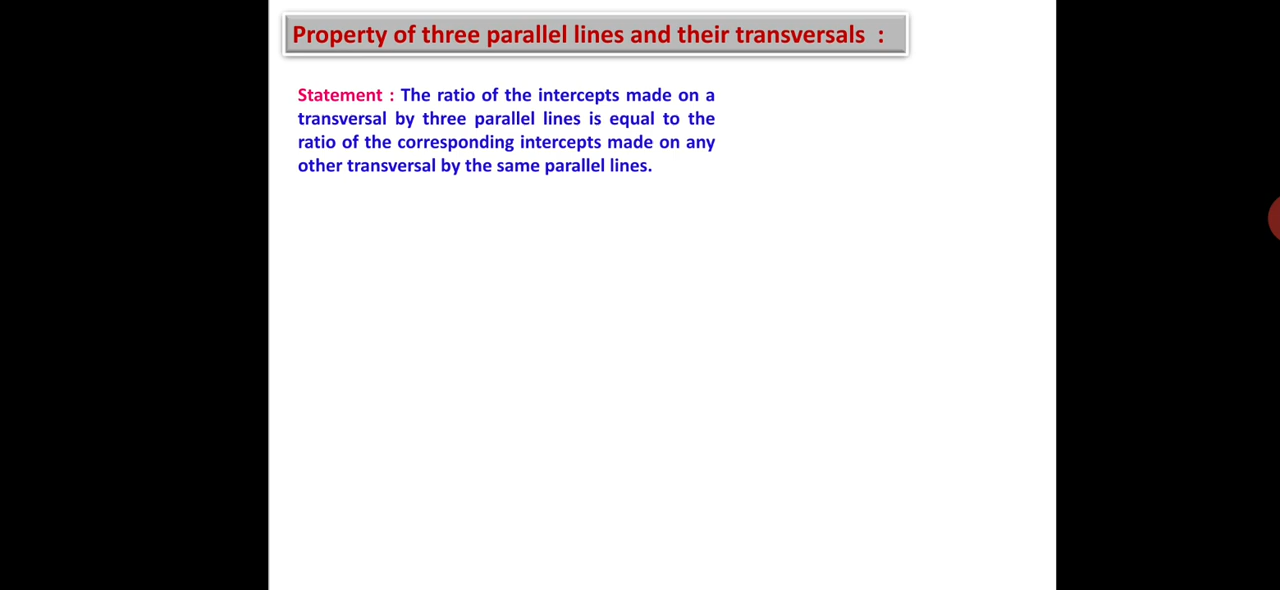 Property of three parallel lines and their transversals :
Statement : The ratio of the intercepts made on a
transversal by three parallel lines is equal to the
ratio of the corresponding intercepts made on any
other transversal by the same parallel lines.